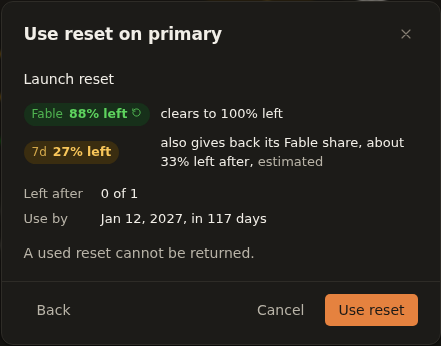 Use reset on primary
Launch reset
Fable 88% left clears to 100% left
7d 27% left also gives back its Fable share, about
33% left after, estimated
Left after 0 of 1
Use by Jan 12, 2027, in 117 days
A used reset cannot be returned.
Back Cancel Use reset